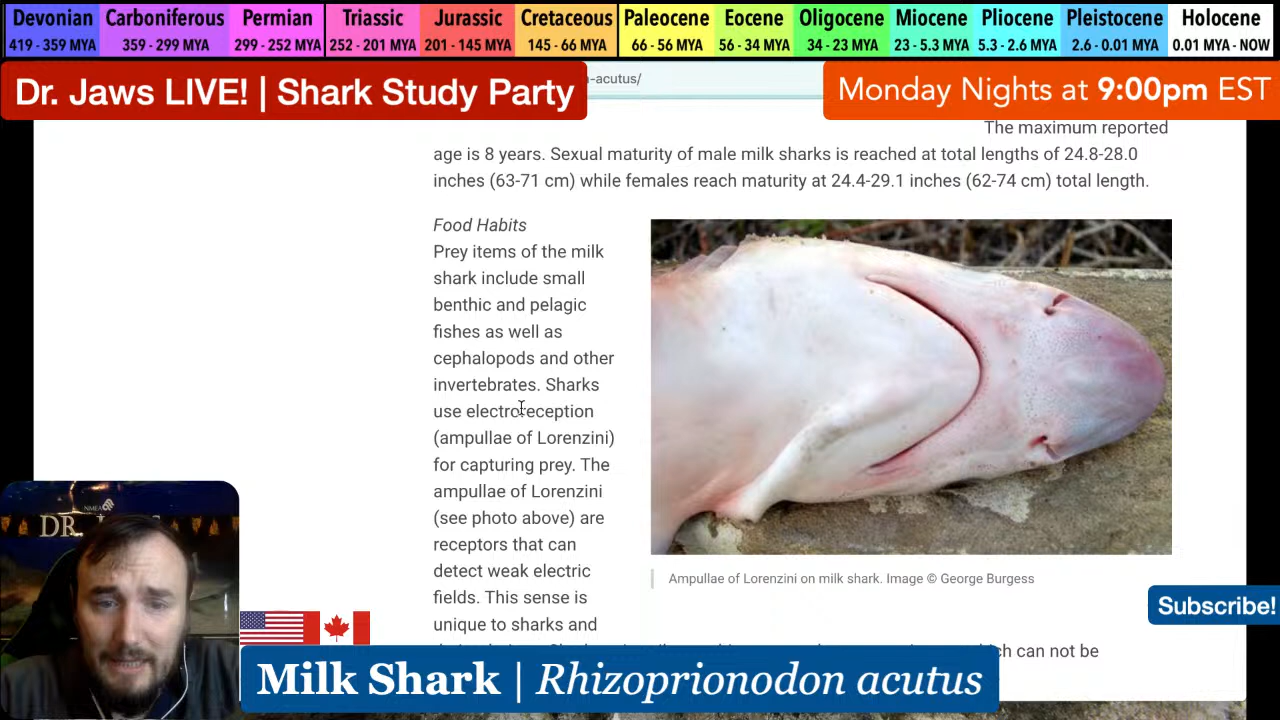 Devonian Carboniferous Permian Triassic Jurassic Cretaceous Paleocene Eocene Oligocene Miocene Pliocene Pleistocene Holocene
419 - 359 MYA 359 - 299 MYA 299 - 252 MYA 252 - 201 MYA 201 - 145 MYA 145 - 66 MYA 66 - 56 MYA 56 - 34 MYA 34 - 23 MYA 23 - 5.3 MYA 5.3 - 2.6 MYA 2.6 - 0.01 MYA 0.01 MYA - NOW
Dr. Jaws LIVE! | Shark Study Party
-acutus/
Monday Nights at 9:00pm EST
The maximum reported
age is 8 years. Sexual maturity of male milk sharks is reached at total lengths of 24.8-28.0
inches (63-71 cm) while females reach maturity at 24.4-29.1 inches (62-74 cm) total length.
Food Habits
Prey items of the milk
shark include small
benthic and pelagic
fishes as well as
cephalopods and other
invertebrates. Sharks
use electroreception
(ampullae of Lorenzini)
for capturing prey. The
ampullae of Lorenzini
(see photo above) are
receptors that can
detect weak electric
fields. This sense is
unique to sharks and
Ampullae of Lorenzini on milk shark. Image © George Burgess
can not be
Subscribe!
NMEA
DR.
Milk Shark | Rhizoprionodon acutus